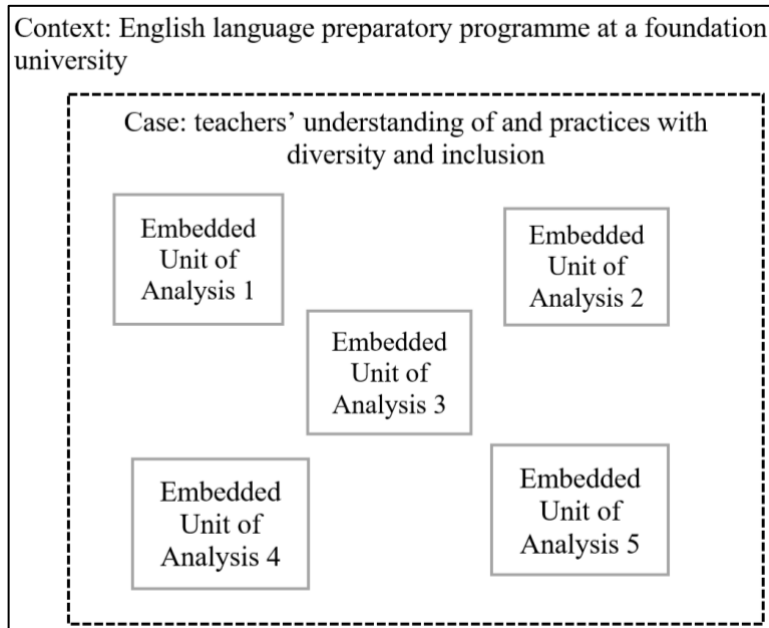 Context: English language preparatory programme at a foundation
university
Case: teachers’ understanding of and practices with
diversity and inclusion
Embedded
Unit of
Analysis 1
Embedded
Unit of
Analysis 2
Embedded
Unit of
Analysis 3
Embedded
Unit of
Analysis 4
Embedded
Unit of
Analysis 5